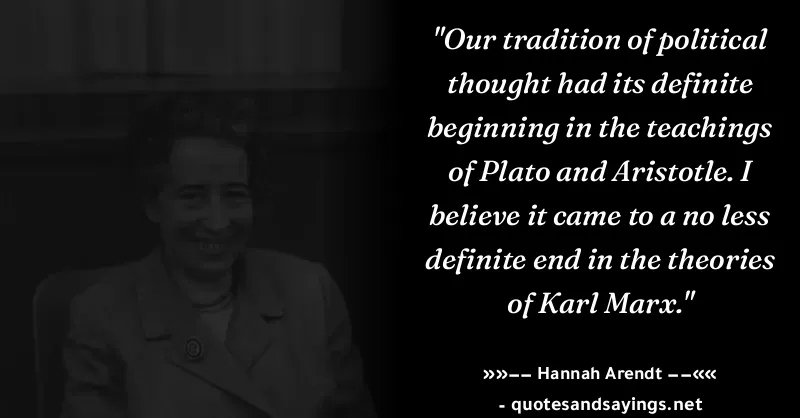 "Our tradition of political
thought had its definite
beginning in the teachings
of Plato and Aristotle. I
believe it came to a no less
definite end in the theories
of Karl Marx."
»»−− Hannah Arendt −−««
- quotesandsayings.net